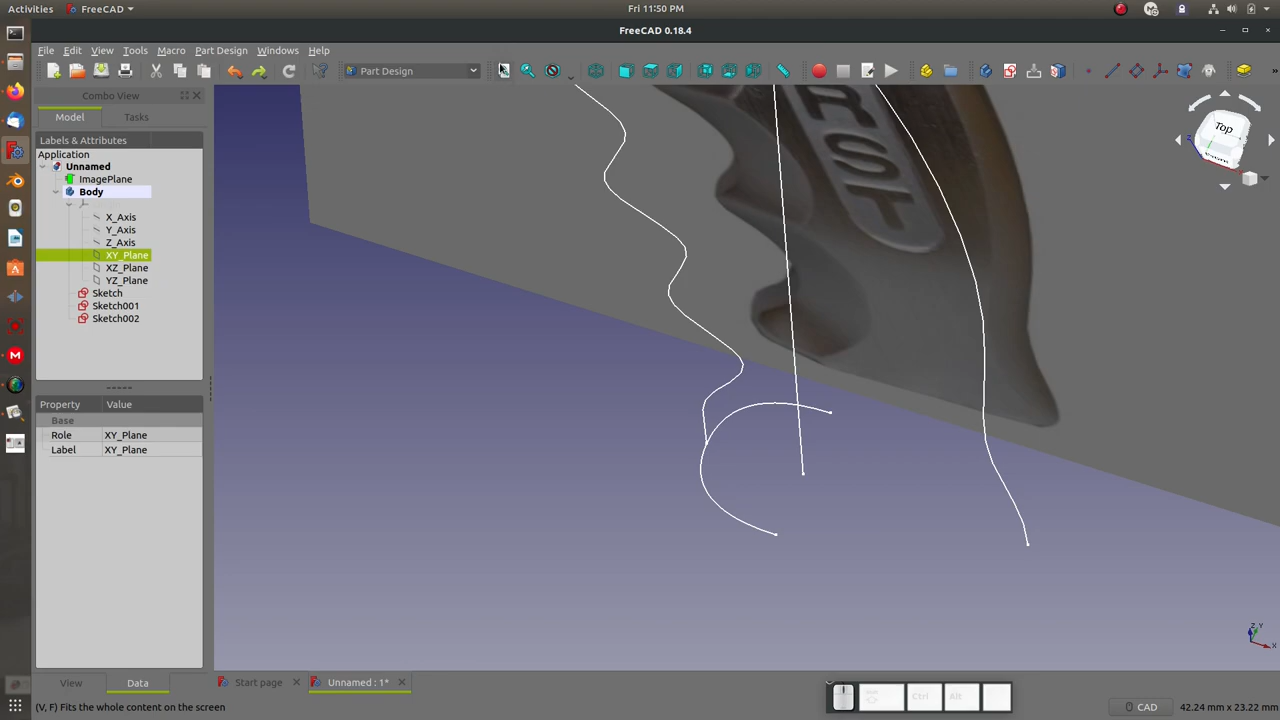 Activities FreeCAD Fri 11:50 PM
FreeCAD 0.18.4
File Edit View Tools Macro Part Design Windows Help
Part Design
Combo View
Model Tasks
Labels & Attributes
Application
Unnamed
ImagePlane
Body
X_Axis
Y_Axis
Z_Axis
XY_Plane
XZ_Plane
YZ_Plane
Sketch
Sketch001
Sketch002
Property Value
Base
Role XY_Plane
Label XY_Plane
View Data
Start page Unnamed : 1*
(V, F) Fits the whole content on the screen
Top
Ctrl Alt
CAD 42.24 mm x 23.22 mm